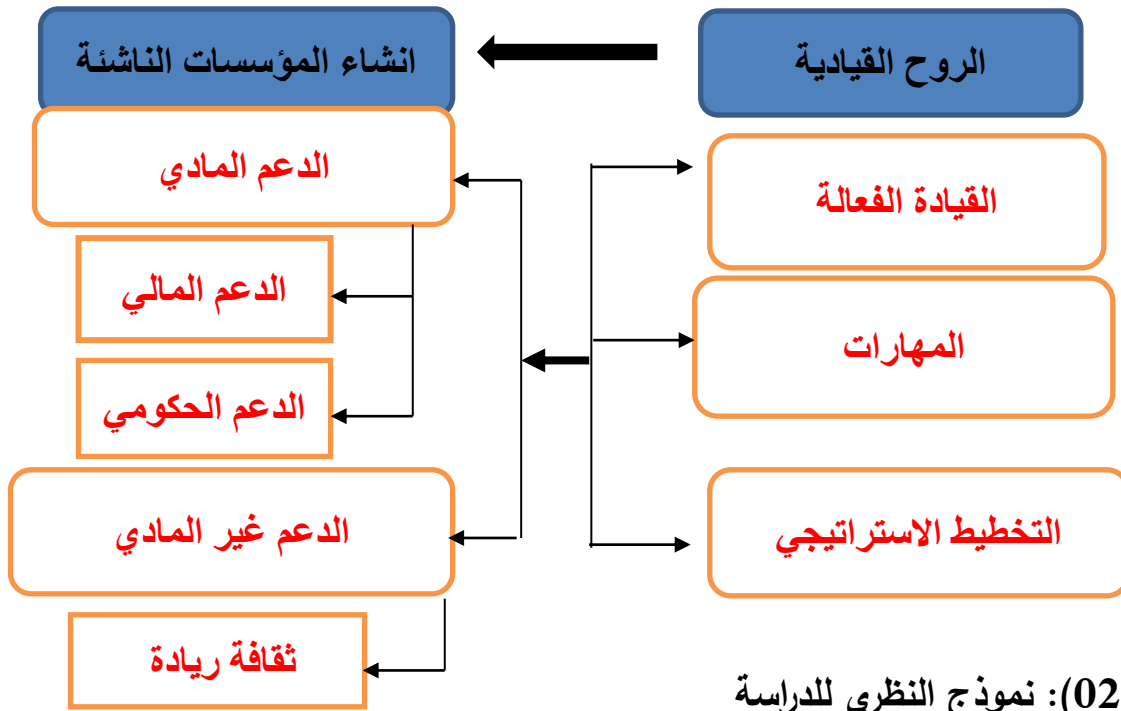 الروح القيادية
انشاء المؤسسات الناشئة
القيادة الفعالة
المهارات
التخطيط الاستراتيجي
الدعم المادي
الدعم المالي
الدعم الحكومي
الدعم غير المادي
ثقافة ريادة
02): نموذج النظري للدراسة